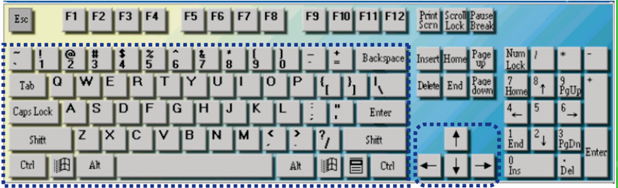 Esc F1 F2 F3 F4 F5 F6 F7 F8 F9 F10 F11 F12 Print Scrn Scroll Lock Pause Break
~ ` ! 1 @ 2 # 3 $ 4 % 5 ^ 6 & 7 * 8 ( 9 ) 0 _ - + = Backspace Insert Home Page up Num Lock / * -
Tab Q W E R T Y U I O P { [ } ] | \ Delete End Page down 7 Home 8 ↑ 9 PgUp +
Caps Lock A S D F G H J K L : ; " ' Enter 4 ← 5 6 →
Shift Z X C V B N M < , > . ? / Shift ↑ 1 End 2 ↓ 3 PgDn Enter
Ctrl Alt Alt Ctrl ← ↓ → 0 Ins . Del